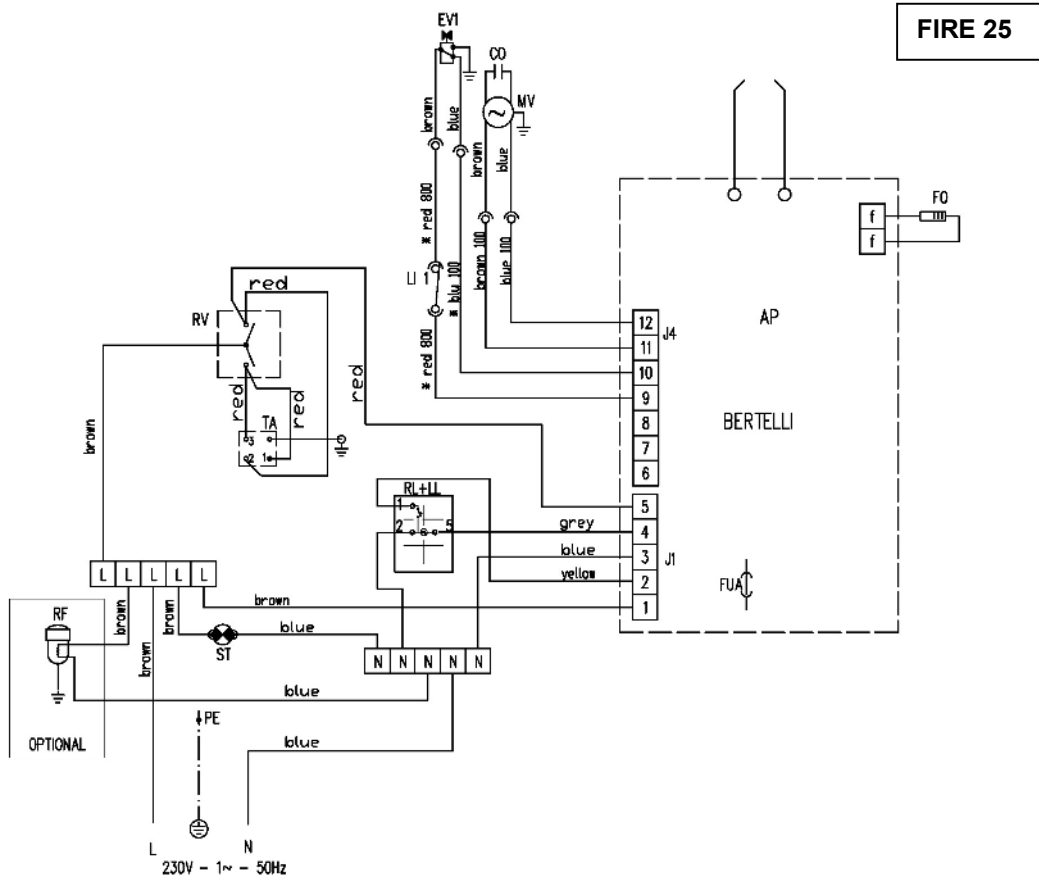 FIRE 25
EV1
CO
MV
brown
blue
brown
blue
* red 800
* blu 100
brown 100
blue 100
LI 1
* red 800
f
f
FO
AP
BERTELLI
12
11
10
9
8
7
6
J4
5
4
3
2
1
J1
FUA
RV
red
red
red
red
TA
3
2
1
brown
RL+LL
1
2
5
grey
blue
yellow
brown
L L L L L
RF
OPTIONAL
brown
brown
brown
ST
blue
N N N N N
blue
PE
blue
L
N
230V - 1~ - 50Hz